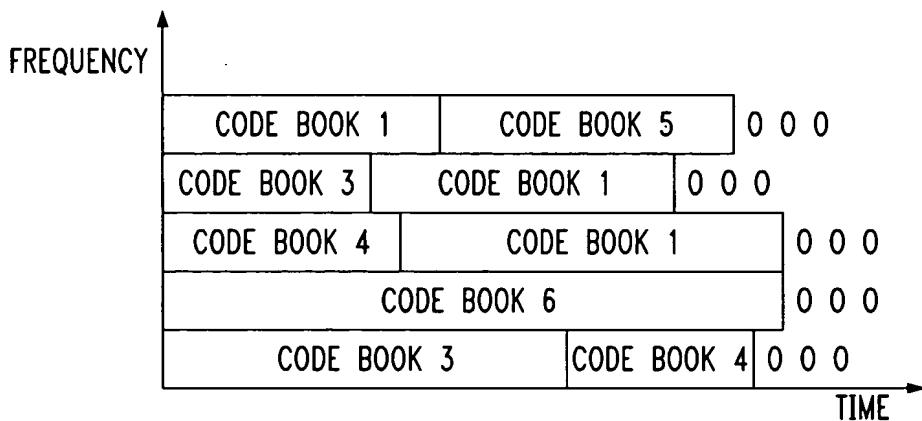 FREQUENCY
CODE BOOK 1 CODE BOOK 5 0 0 0
CODE BOOK 3 CODE BOOK 1 0 0 0
CODE BOOK 4 CODE BOOK 1 0 0 0
CODE BOOK 6 0 0 0
CODE BOOK 3 CODE BOOK 4 0 0 0
TIME